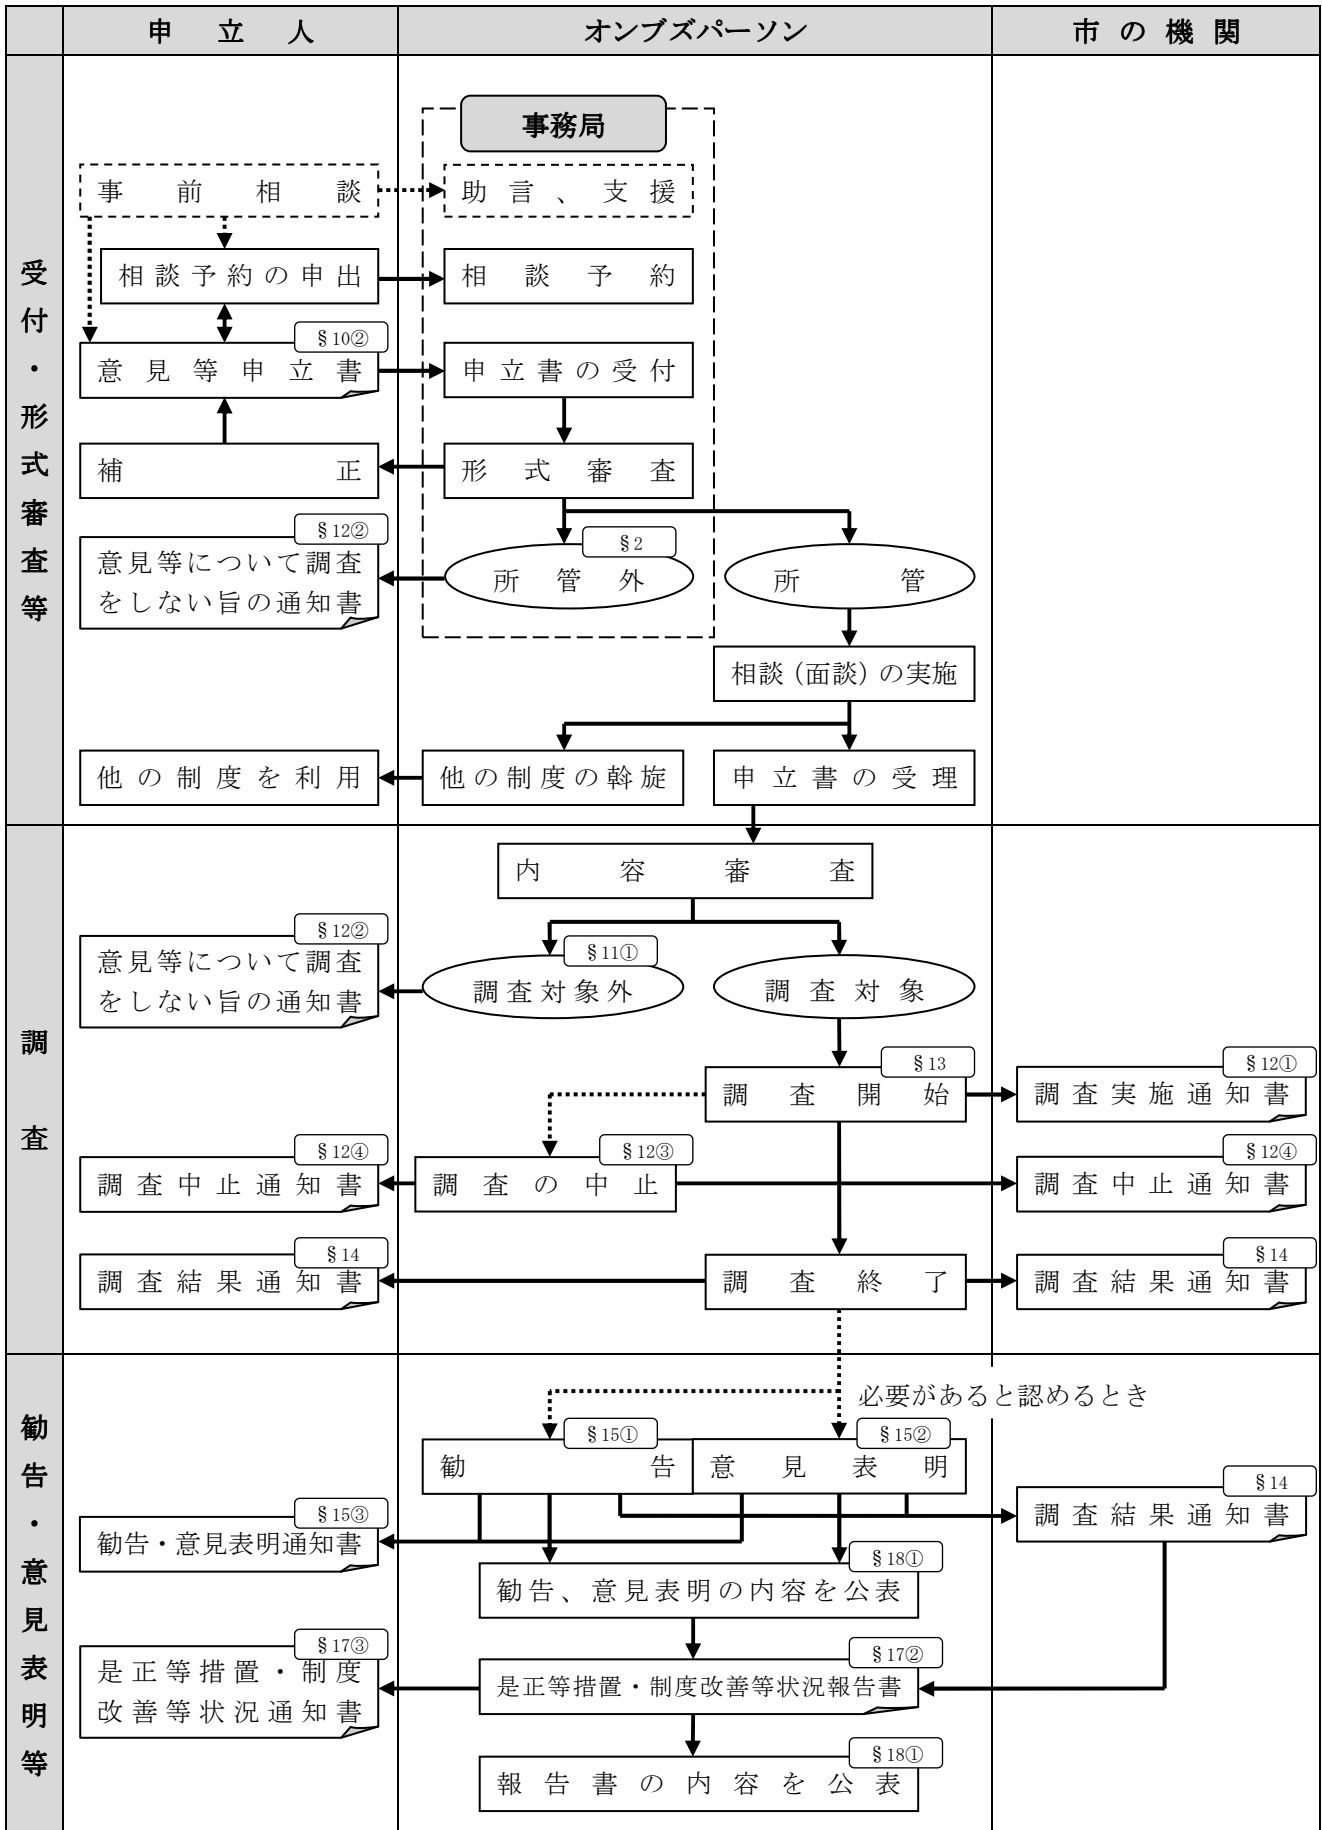 申立人
オンブズパーソン
市の機関
受付・形式審査等
事務局
事前相談
助言、支援
相談予約の申出
相談予約
§10②
意見等申立書
申立書の受付
補正
形式審査
§12②
意見等について調査
をしない旨の通知書
§2
所管外
所管
相談（面談）の実施
他の制度を利用
他の制度の斡旋
申立書の受理
調査
内容審査
§12②
意見等について調査
をしない旨の通知書
§11①
調査対象外
調査対象
§13
調査開始
§12①
調査実施通知書
§12④
調査中止通知書
§12③
調査の中止
§12④
調査中止通知書
§14
調査結果通知書
調査終了
§14
調査結果通知書
勧告・意見表明等
必要があると認めるとき
§15①
勧告
§15②
意見表明
§14
調査結果通知書
§15③
勧告・意見表明通知書
§18①
勧告、意見表明の内容を公表
§17③
是正等措置・制度
改善等状況通知書
§17②
是正等措置・制度改善等状況報告書
§18①
報告書の内容を公表